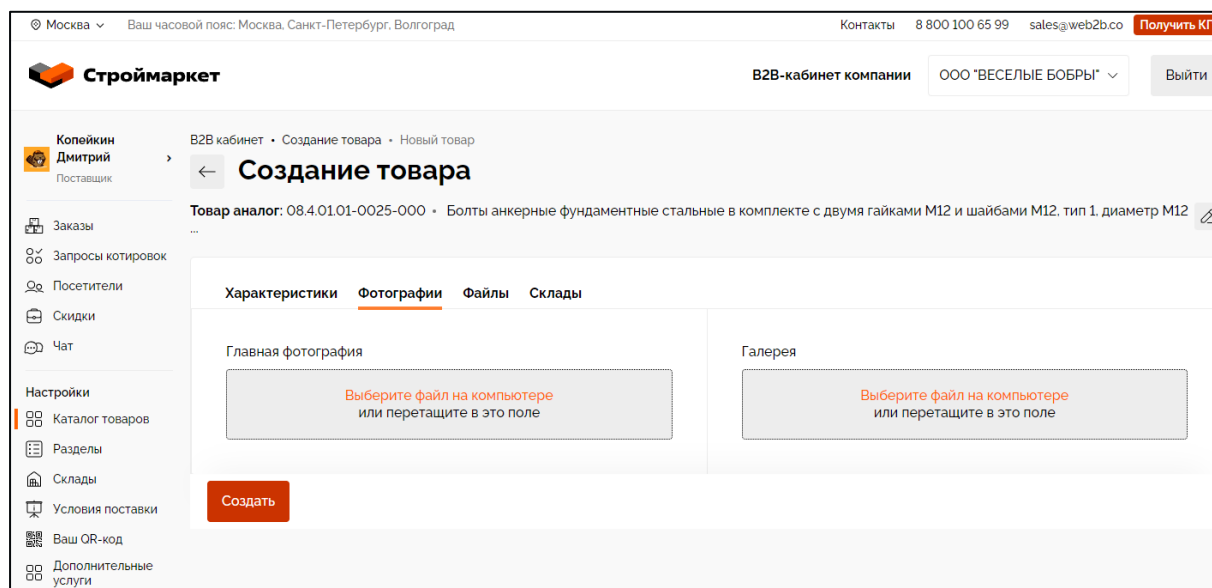 Москва
Ваш часовой пояс: Москва, Санкт-Петербург, Волгоград
Контакты
8 800 100 65 99
sales@web2b.co
Получить КП
Строймаркет
B2B-кабинет компании
ООО "ВЕСЕЛЫЕ БОБРЫ"
Выйти
Копейкин
Дмитрий
Поставщик
Заказы
Запросы котировок
Посетители
Скидки
Чат
Настройки
Каталог товаров
Разделы
Склады
Условия поставки
Ваш QR-код
Дополнительные
услуги
B2B кабинет • Создание товара • Новый товар
Создание товара
Товар аналог: 08.4.01.01-0025-000 • Болты анкерные фундаментные стальные в комплекте с двумя гайками М12 и шайбами М12, тип 1, диаметр М12
...
Характеристики Фотографии Файлы Склады
Главная фотография
Выберите файл на компьютере
или перетащите в это поле
Галерея
Выберите файл на компьютере
или перетащите в это поле
Создать